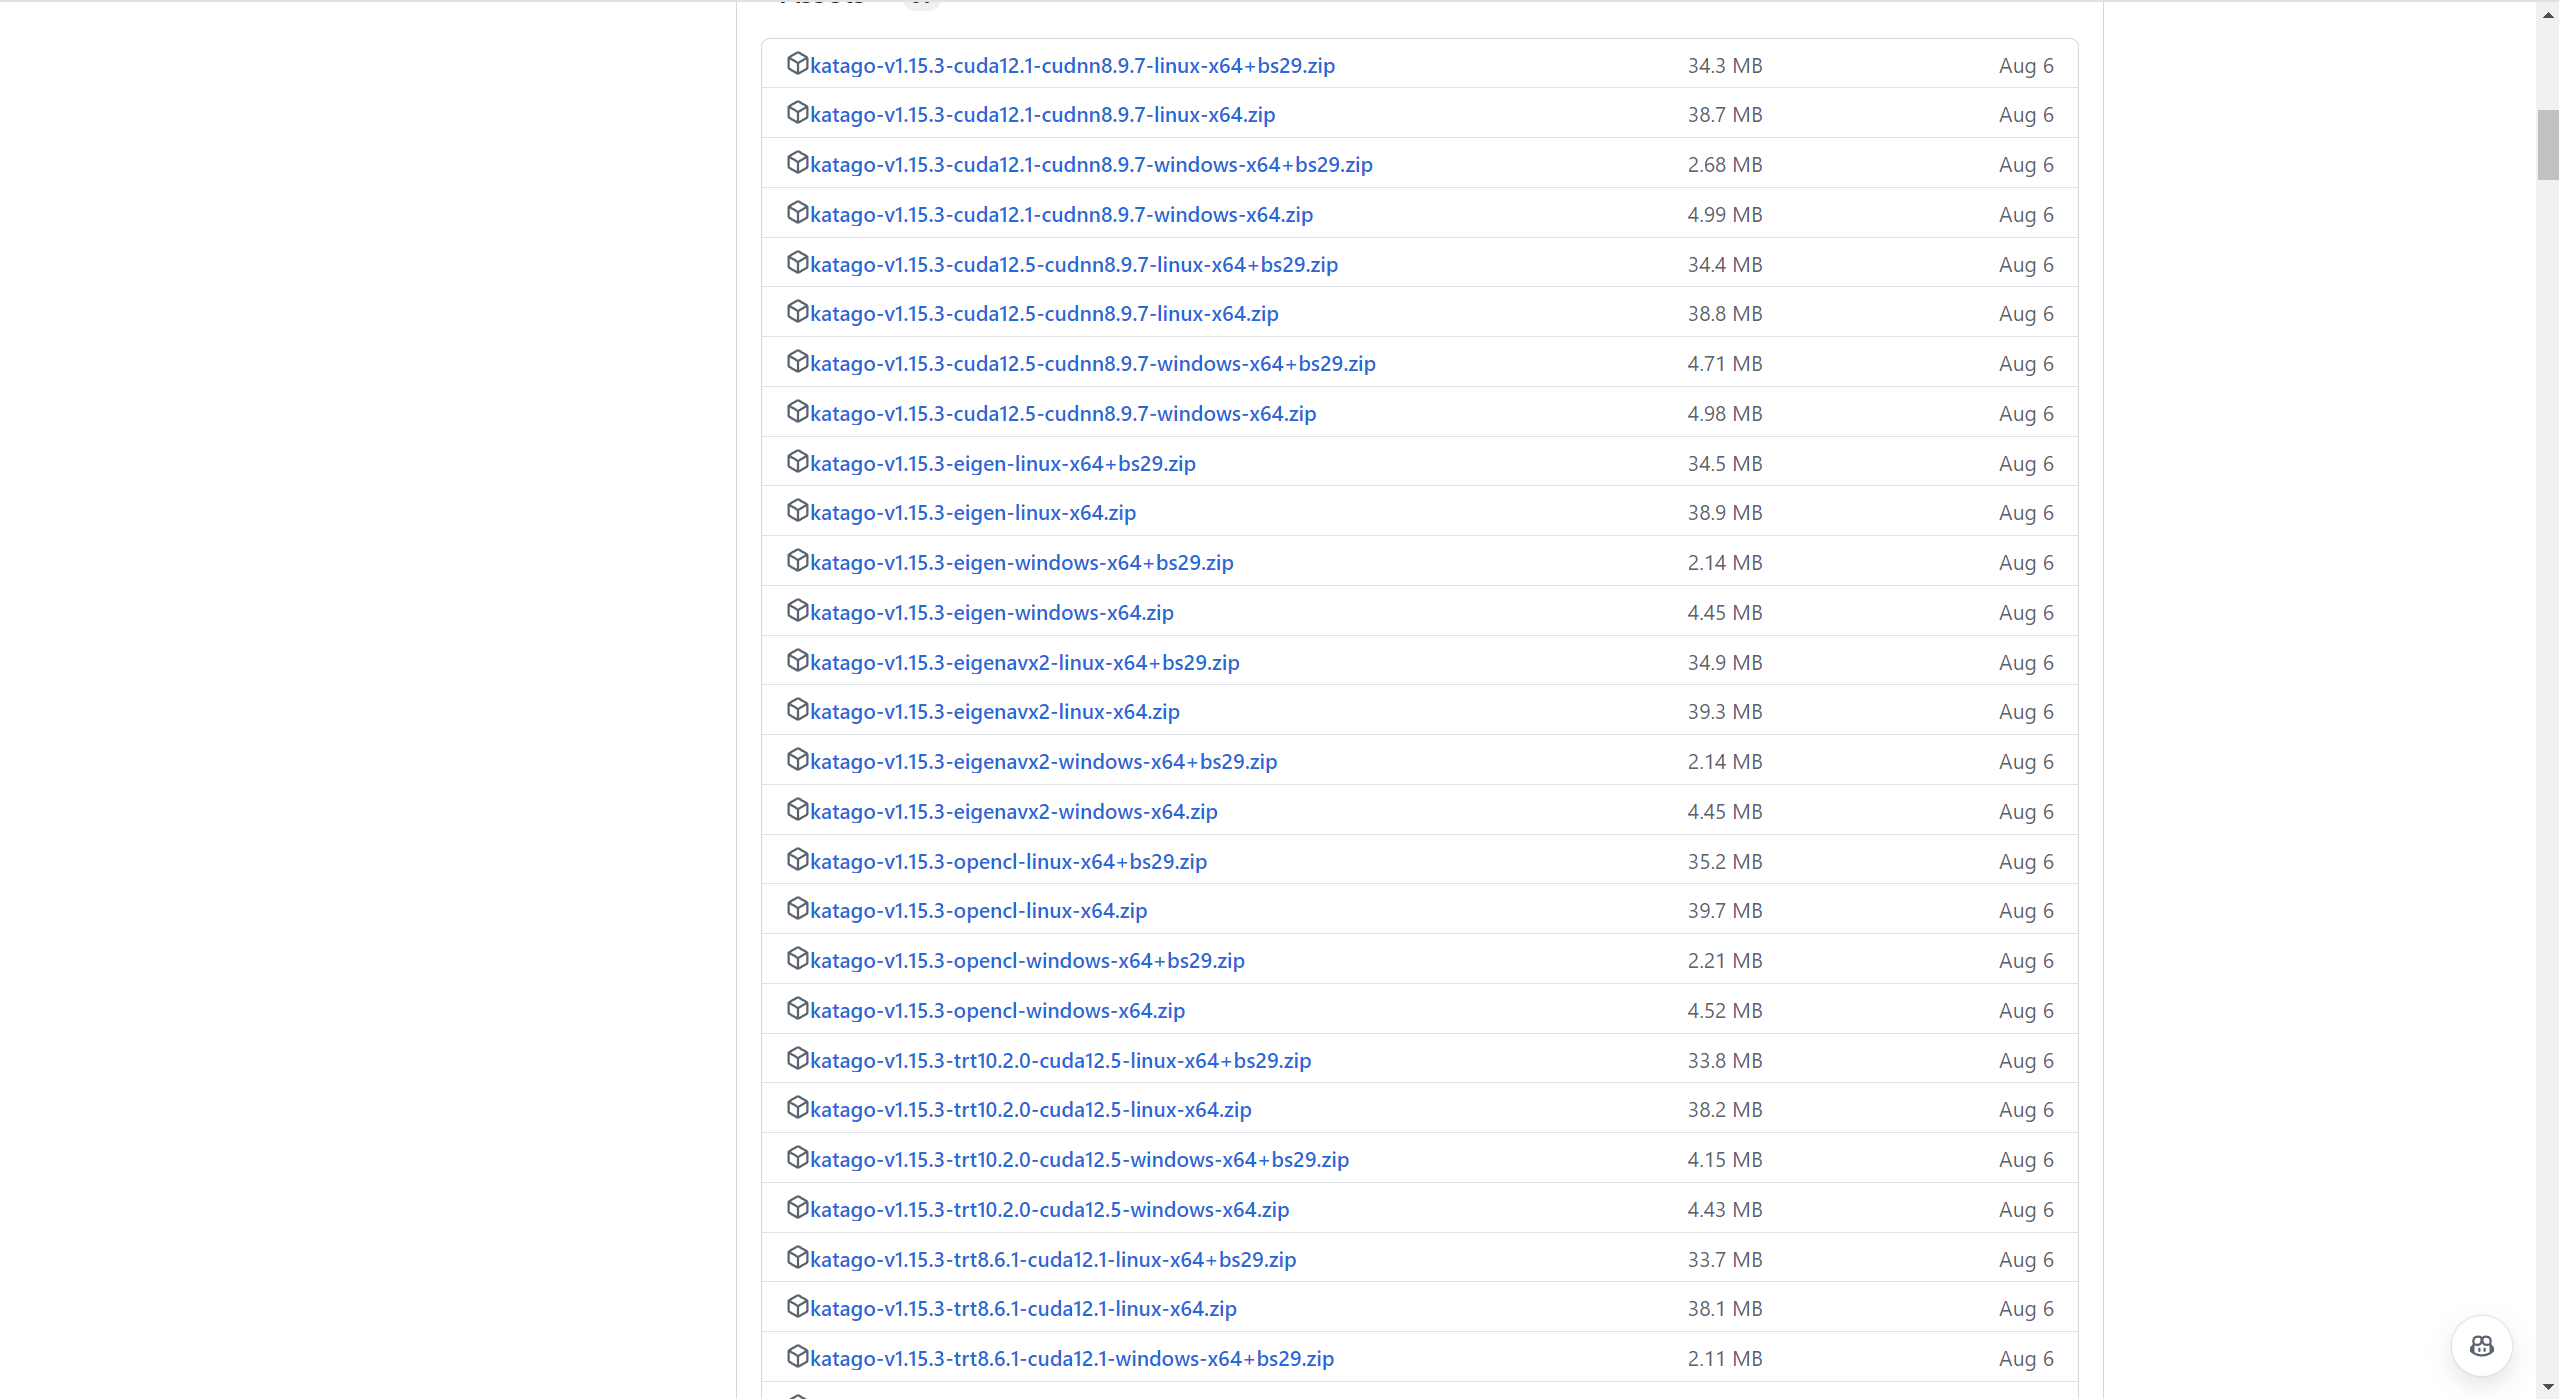 katago-v1.15.3-cuda12.1-cudnn8.9.7-linux-x64+bs29.zip 34.3 MB Aug 6
katago-v1.15.3-cuda12.1-cudnn8.9.7-linux-x64.zip 38.7 MB Aug 6
katago-v1.15.3-cuda12.1-cudnn8.9.7-windows-x64+bs29.zip 2.68 MB Aug 6
katago-v1.15.3-cuda12.1-cudnn8.9.7-windows-x64.zip 4.99 MB Aug 6
katago-v1.15.3-cuda12.5-cudnn8.9.7-linux-x64+bs29.zip 34.4 MB Aug 6
katago-v1.15.3-cuda12.5-cudnn8.9.7-linux-x64.zip 38.8 MB Aug 6
katago-v1.15.3-cuda12.5-cudnn8.9.7-windows-x64+bs29.zip 4.71 MB Aug 6
katago-v1.15.3-cuda12.5-cudnn8.9.7-windows-x64.zip 4.98 MB Aug 6
katago-v1.15.3-eigen-linux-x64+bs29.zip 34.5 MB Aug 6
katago-v1.15.3-eigen-linux-x64.zip 38.9 MB Aug 6
katago-v1.15.3-eigen-windows-x64+bs29.zip 2.14 MB Aug 6
katago-v1.15.3-eigen-windows-x64.zip 4.45 MB Aug 6
katago-v1.15.3-eigenavx2-linux-x64+bs29.zip 34.9 MB Aug 6
katago-v1.15.3-eigenavx2-linux-x64.zip 39.3 MB Aug 6
katago-v1.15.3-eigenavx2-windows-x64+bs29.zip 2.14 MB Aug 6
katago-v1.15.3-eigenavx2-windows-x64.zip 4.45 MB Aug 6
katago-v1.15.3-opencl-linux-x64+bs29.zip 35.2 MB Aug 6
katago-v1.15.3-opencl-linux-x64.zip 39.7 MB Aug 6
katago-v1.15.3-opencl-windows-x64+bs29.zip 2.21 MB Aug 6
katago-v1.15.3-opencl-windows-x64.zip 4.52 MB Aug 6
katago-v1.15.3-trt10.2.0-cuda12.5-linux-x64+bs29.zip 33.8 MB Aug 6
katago-v1.15.3-trt10.2.0-cuda12.5-linux-x64.zip 38.2 MB Aug 6
katago-v1.15.3-trt10.2.0-cuda12.5-windows-x64+bs29.zip 4.15 MB Aug 6
katago-v1.15.3-trt10.2.0-cuda12.5-windows-x64.zip 4.43 MB Aug 6
katago-v1.15.3-trt8.6.1-cuda12.1-linux-x64+bs29.zip 33.7 MB Aug 6
katago-v1.15.3-trt8.6.1-cuda12.1-linux-x64.zip 38.1 MB Aug 6
katago-v1.15.3-trt8.6.1-cuda12.1-windows-x64+bs29.zip 2.11 MB Aug 6